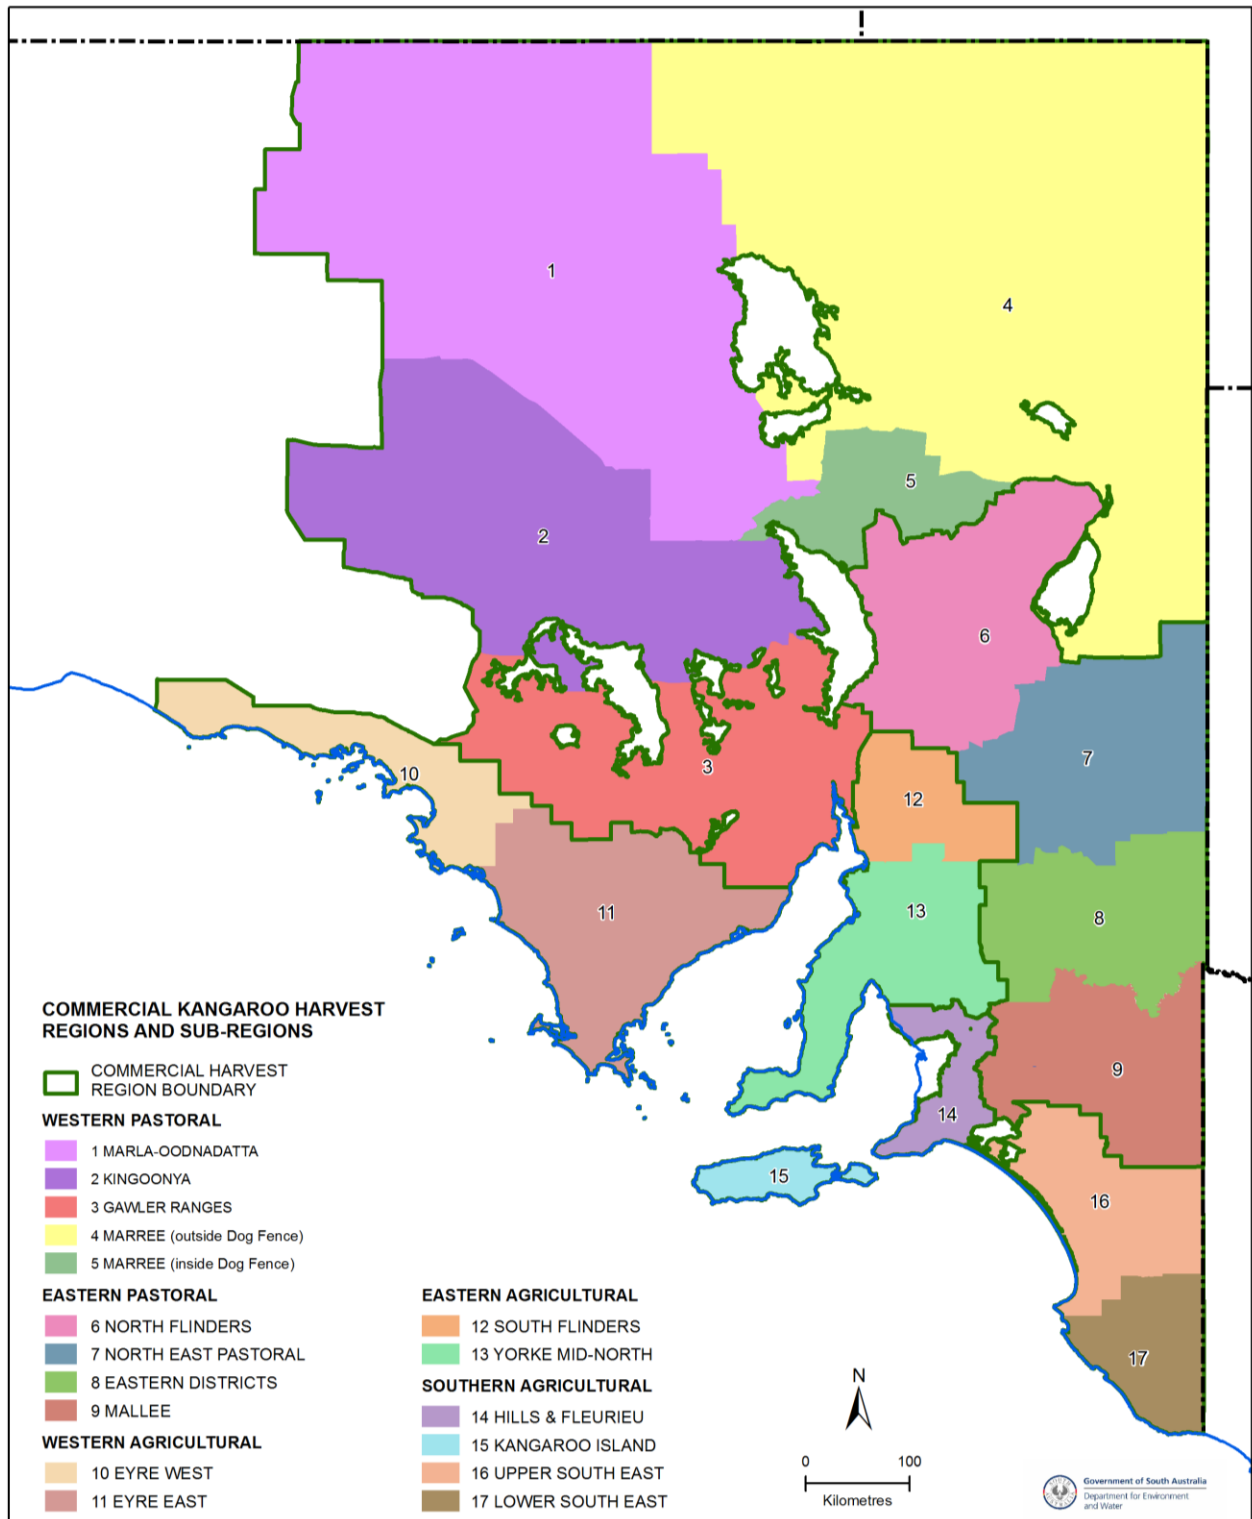 1
4
5
2
6
3
7
10
12
11
13
8
9
14
15
16
17
COMMERCIAL KANGAROO HARVEST
REGIONS AND SUB-REGIONS
COMMERCIAL HARVEST
REGION BOUNDARY
WESTERN PASTORAL
1 MARLA-OODNADATTA
2 KINGOONYA
3 GAWLER RANGES
4 MARREE (outside Dog Fence)
5 MARREE (inside Dog Fence)
EASTERN PASTORAL
6 NORTH FLINDERS
7 NORTH EAST PASTORAL
8 EASTERN DISTRICTS
9 MALLEE
WESTERN AGRICULTURAL
10 EYRE WEST
11 EYRE EAST
EASTERN AGRICULTURAL
12 SOUTH FLINDERS
13 YORKE MID-NORTH
SOUTHERN AGRICULTURAL
14 HILLS & FLEURIEU
15 KANGAROO ISLAND
16 UPPER SOUTH EAST
17 LOWER SOUTH EAST
N
0 100
Kilometres
Government of South Australia
Department for Environment
and Water